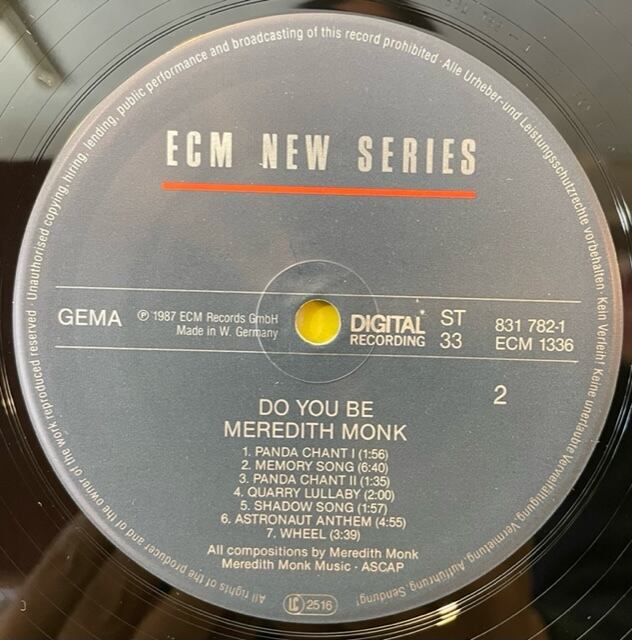 Unauthorised copying, hiring, lending, public performance and broadcasting of this record prohibited · Alle Urheber-und Leistungsschutzrechte vorbehalten · Kein Verleih! Keine unerlaubte Vervielfältigung, Vermietung, Aufführung, Sendung!
ECM NEW SERIES
GEMA
℗ 1987 ECM Records GmbH
Made in W. Germany
DIGITAL
RECORDING
ST
33
831 782-1
ECM 1336
2
DO YOU BE
MEREDITH MONK
1. PANDA CHANT I (1:56)
2. MEMORY SONG (6:40)
3. PANDA CHANT II (1:35)
4. QUARRY LULLABY (2:00)
5. SHADOW SONG (1:57)
6. ASTRONAUT ANTHEM (4:55)
7. WHEEL (3:39)
All compositions by Meredith Monk
Meredith Monk Music · ASCAP
All rights of the producer and of the owner of the work reproduced reserved ·
LC 2516